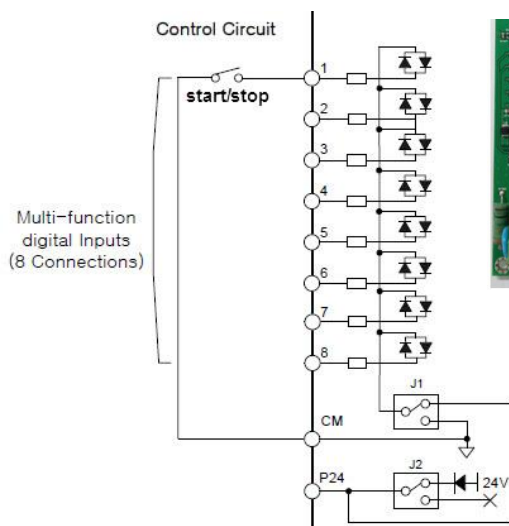 Control Circuit
start/stop
1
2
3
4
5
6
7
8
Multi-function
digital Inputs
(8 Connections)
J1
CM
P24
J2
24V